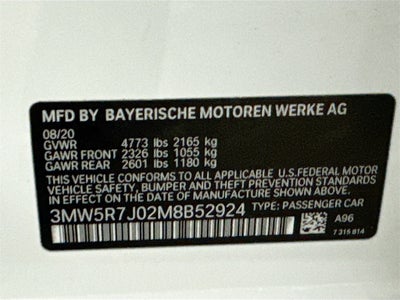 MFD BY BAYERISCHE MOTOREN WERKE AG
08/20
GVWR 4773 lbs 2165 kg
GAWR FRONT 2326 lbs 1055 kg
GAWR REAR 2601 lbs 1180 kg
THIS VEHICLE CONFORMS TO ALL APPLICABLE U.S.FEDERAL MOTOR
VEHICLE SAFETY, BUMPER, AND THEFT PREVENTION
STANDARDS IN EFFECT ON THE DATE OF MANUFACTURE SHOWN ABOVE.
3MW5R7J02M8B52924 TYPE: PASSENGER CAR
A96
7 315 814